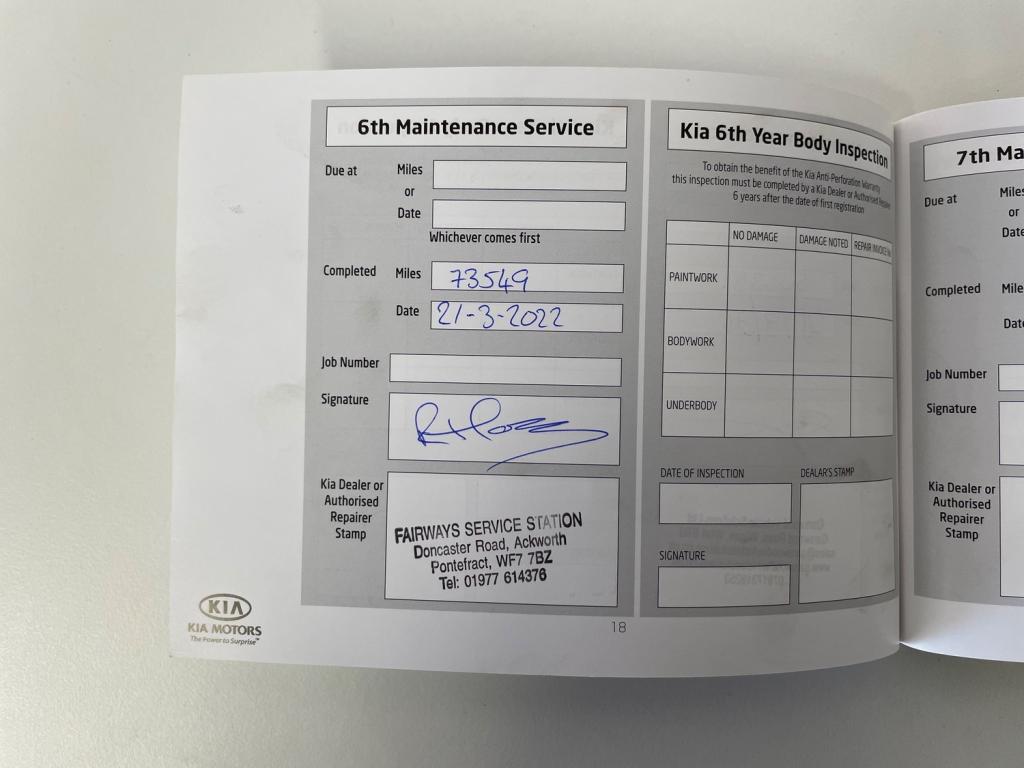 6th Maintenance Service
Due at
Miles
or
Date
Whichever comes first
Completed
Miles 73549
Date 21-3-2022
Job Number
Signature
Kia Dealer or
Authorised
Repairer
Stamp
FAIRWAYS SERVICE STATION
Doncaster Road, Ackworth
Pontefract, WF7 7BZ
Tel: 01977 614376
KIA
KIA MOTORS
The Power to Surprise™
18
Kia 6th Year Body Inspection
To obtain the benefit of the Kia Anti-Perforation Warranty
this inspection must be completed by a Kia Dealer or Authorised Repairer
6 years after the date of first registration
NO DAMAGE
DAMAGE NOTED
REPAIR INVOICE No
PAINTWORK
BODYWORK
UNDERBODY
DATE OF INSPECTION
DEALAR'S STAMP
SIGNATURE
7th Ma
Due at
Miles
or
Date
Completed
Mile
Date
Job Number
Signature
Kia Dealer or
Authorised
Repairer
Stamp